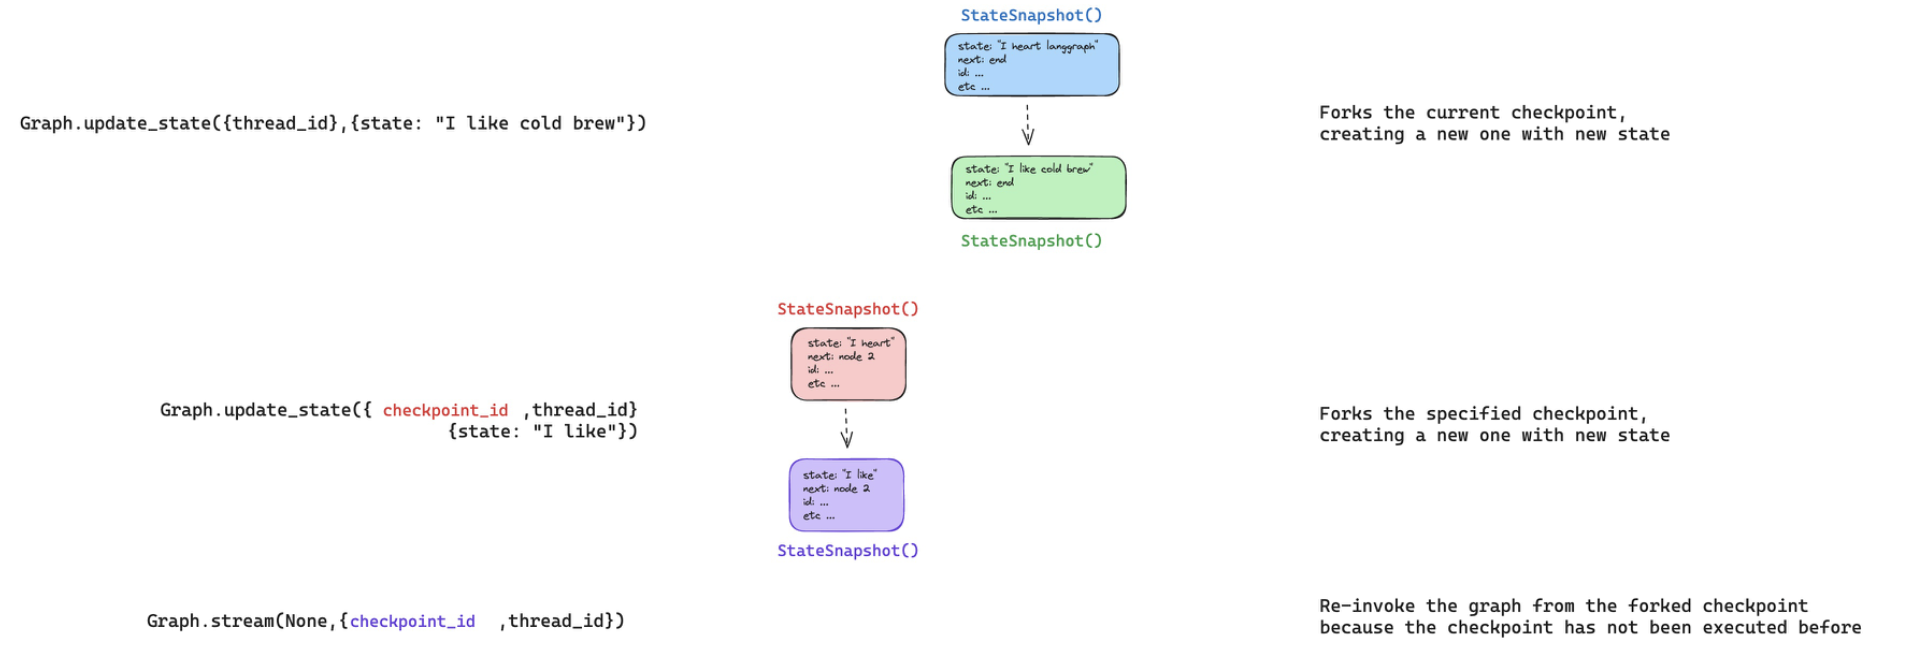 StateSnapshot()
state: "I heart langgraph"
next: end
id: ...
etc ...
Graph.update_state({thread_id},{state: "I like cold brew"})
Forks the current checkpoint,
creating a new one with new state
state: "I like cold brew"
next: end
id: ...
etc ...
StateSnapshot()
StateSnapshot()
state: "I heart"
next: node 2
id: ...
etc ...
Graph.update_state({ checkpoint_id ,thread_id}
{state: "I like"})
Forks the specified checkpoint,
creating a new one with new state
state: "I like"
next: node 2
id: ...
etc ...
StateSnapshot()
Graph.stream(None,{checkpoint_id ,thread_id})
Re-invoke the graph from the forked checkpoint
because the checkpoint has not been executed before